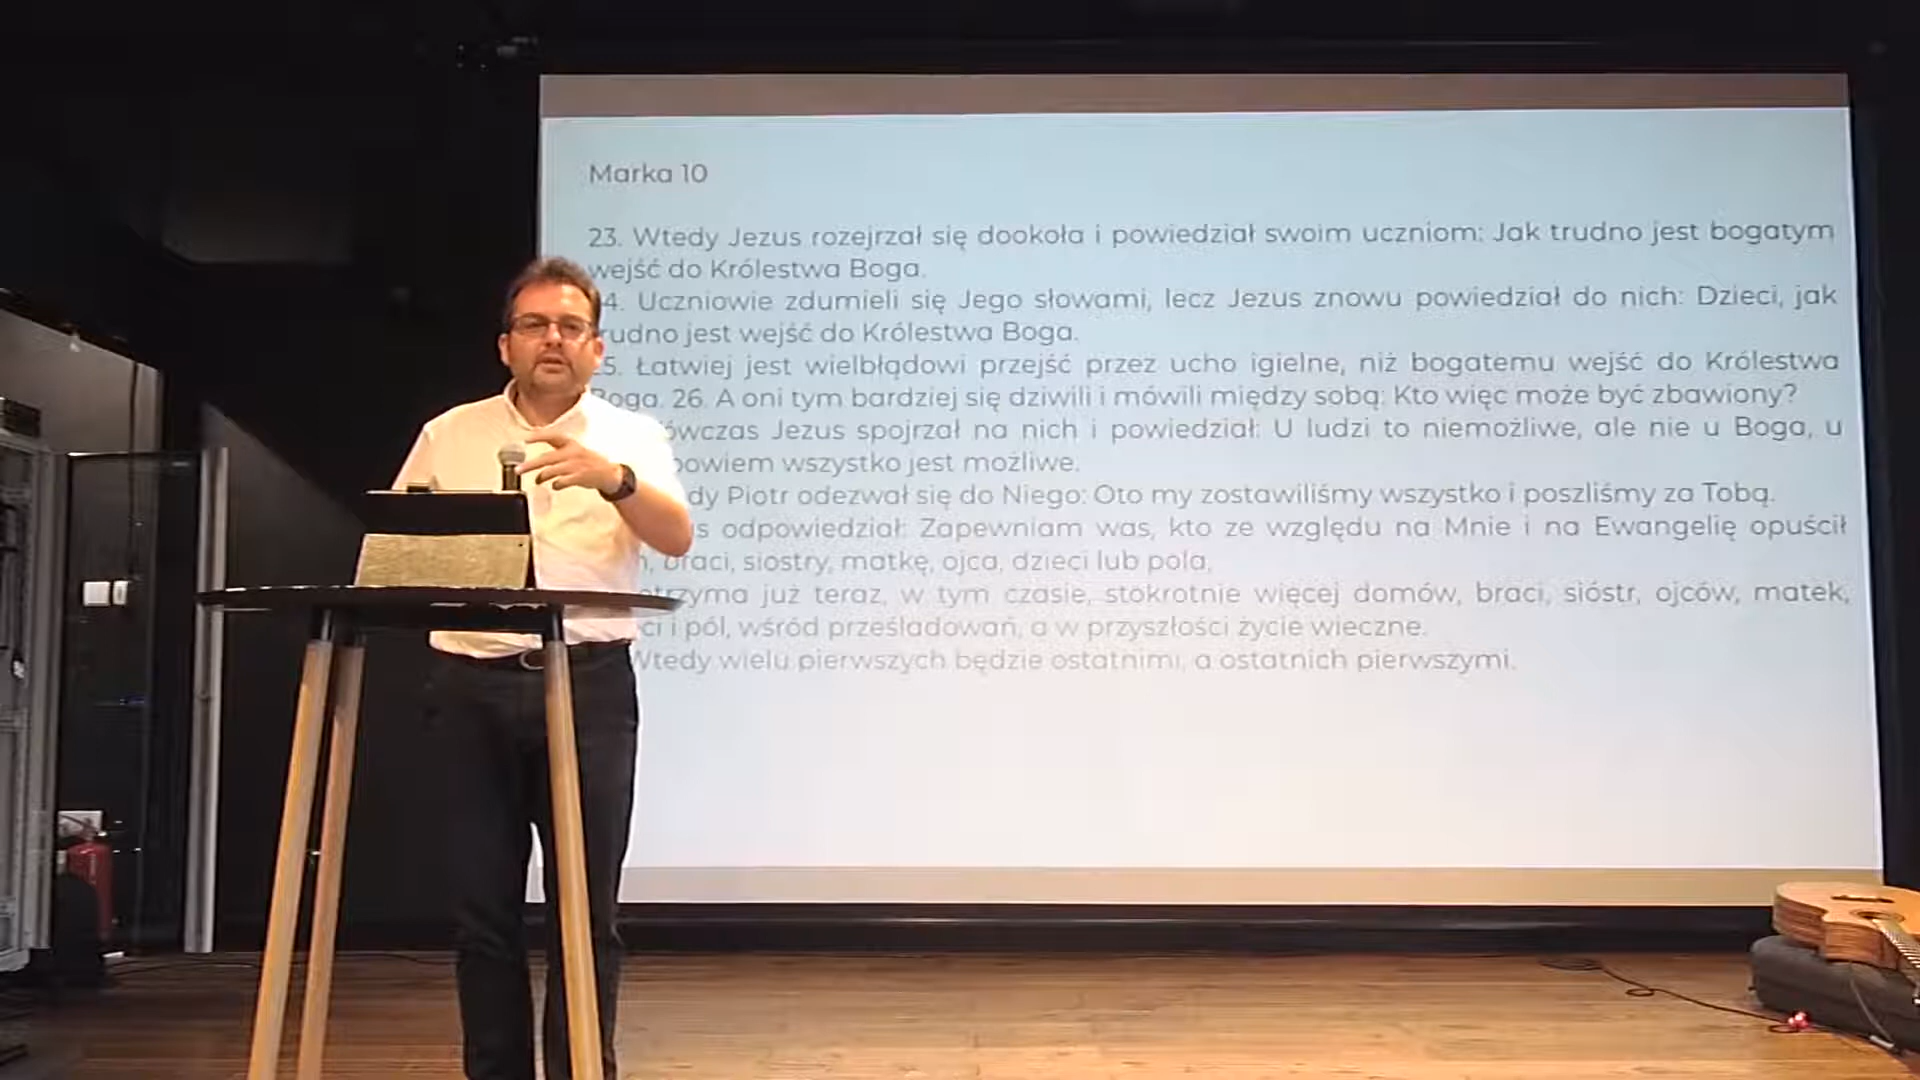 Marka 10
23. Wtedy Jezus rozejrzał się dookoła i powiedział swoim uczniom: Jak trudno jest bogatym
wejść do Królestwa Boga.
4. Uczniowie zdumieli się Jego słowami, lecz Jezus znowu powiedział do nich: Dzieci, jak
rudno jest wejść do Królestwa Boga.
5. Łatwiej jest wielbłądowi przejść przez ucho igielne, niż bogatemu wejść do Królestwa
Boga. 26. A oni tym bardziej się dziwili i mówili między sobą: Kto więc może być zbawiony?
ówczas Jezus spojrzał na nich i powiedział: U ludzi to niemożliwe, ale nie u Boga, u
bowiem wszystko jest możliwe.
dy Piotr odezwał się do Niego: Oto my zostawiliśmy wszystko i poszliśmy za Tobą.
s odpowiedział: Zapewniam was, kto ze względu na Mnie i na Ewangelię opuścił
braci, siostry, matkę, ojca, dzieci lub pola,
trzyma już teraz, w tym czasie, stokrotnie więcej domów, braci, sióstr, ojców, matek,
ci i pól, wśród prześladowań, a w przyszłości życie wieczne.
Wtedy wielu pierwszych będzie ostatnimi, a ostatnich pierwszymi.